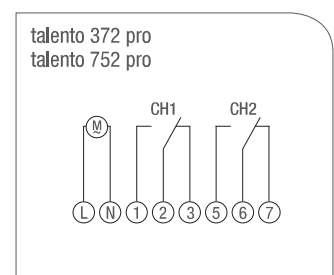 talento 372 pro
talento 752 pro
CH1 CH2
M
~
L N 1 2 3 5 6 7